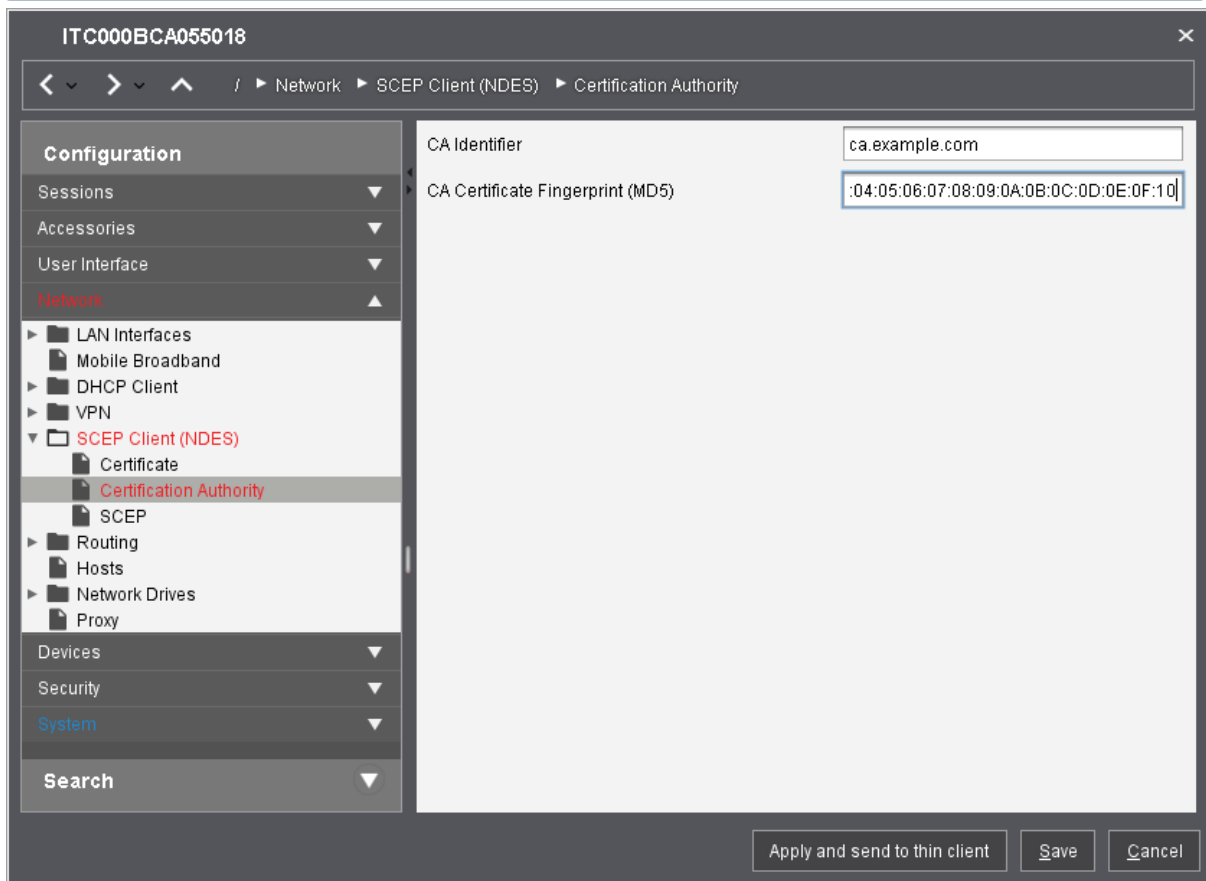 ITC000BCA055018
/ Network SCEP Client (NDES) Certification Authority
Configuration
Sessions
Accessories
User Interface
Network
LAN Interfaces
Mobile Broadband
DHCP Client
VPN
SCEP Client (NDES)
Certificate
Certification Authority
SCEP
Routing
Hosts
Network Drives
Proxy
Devices
Security
System
Search
CA Identifier ca.example.com
CA Certificate Fingerprint (MD5) :04:05:06:07:08:09:0A:0B:0C:0D:0E:0F:10
Apply and send to thin client Save Cancel